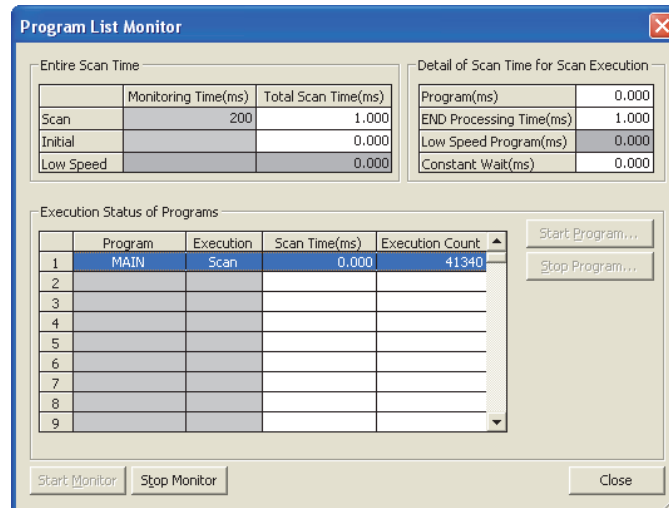 Program List Monitor
Entire Scan Time
Monitoring Time(ms) Total Scan Time(ms)
Scan 200 1.000
Initial 0.000
Low Speed 0.000
Detail of Scan Time for Scan Execution
Program(ms) 0.000
END Processing Time(ms) 1.000
Low Speed Program(ms) 0.000
Constant Wait(ms) 0.000
Execution Status of Programs
Program Execution Scan Time(ms) Execution Count
1 MAIN Scan 0.000 41340
2
3
4
5
6
7
8
9
Start Program...
Stop Program...
Start Monitor Stop Monitor Close